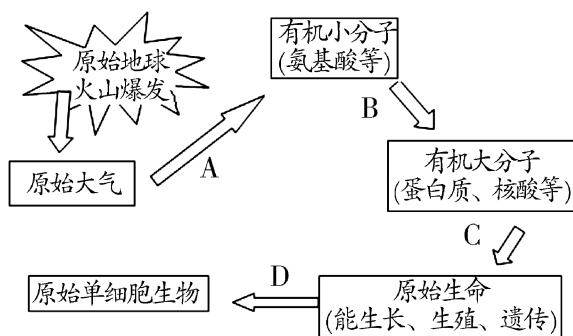 原始地球
火山爆发
有机小分子
(氨基酸等)
B
原始大气
A
有机大分子
(蛋白质、核酸等)
C
原始单细胞生物
D
原始生命
(能生长、生殖、遗传)